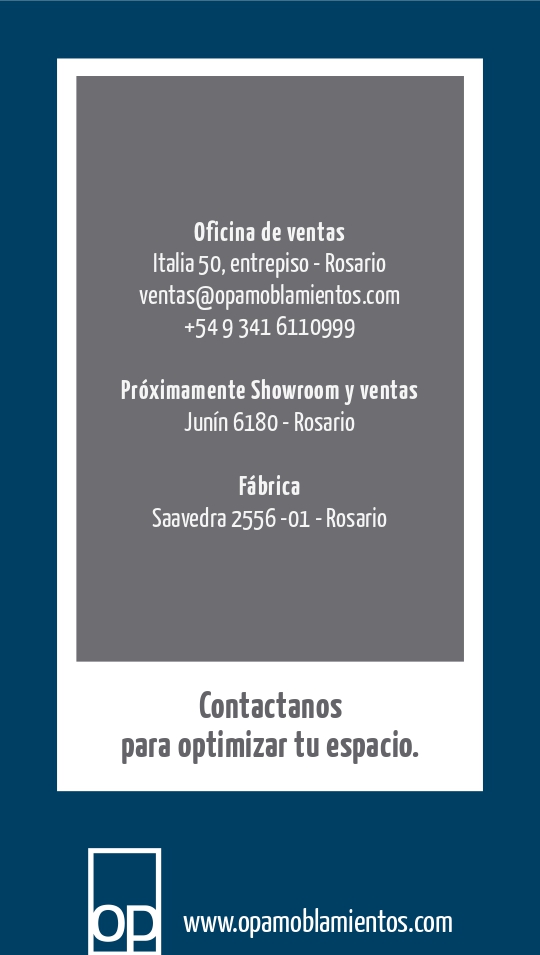 Oficina de ventas
Italia 50, entrepiso - Rosario
ventas@opamoblamientos.com
+54 9 341 6110999
Próximamente Showroom y ventas
Junín 6180 - Rosario
Fábrica
Saavedra 2556 -01 - Rosario
Contactanos
para optimizar tu espacio.
op
www.opamoblamientos.com